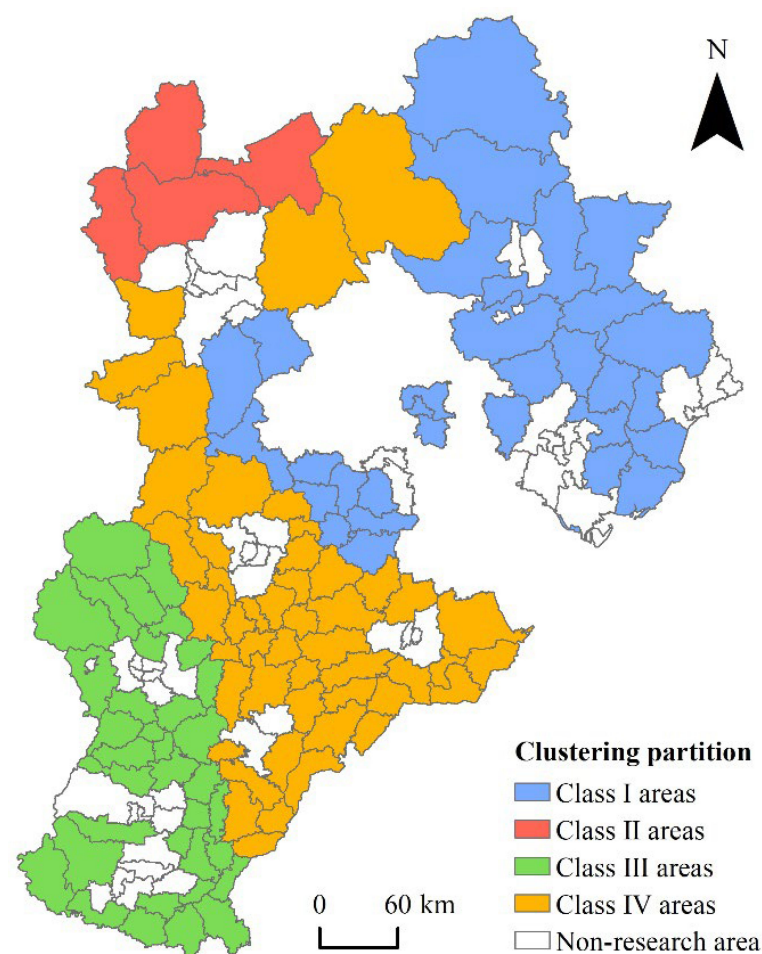 N
Clustering partition
Class I areas
Class II areas
Class III areas
Class IV areas
Non-research area
0 60 km